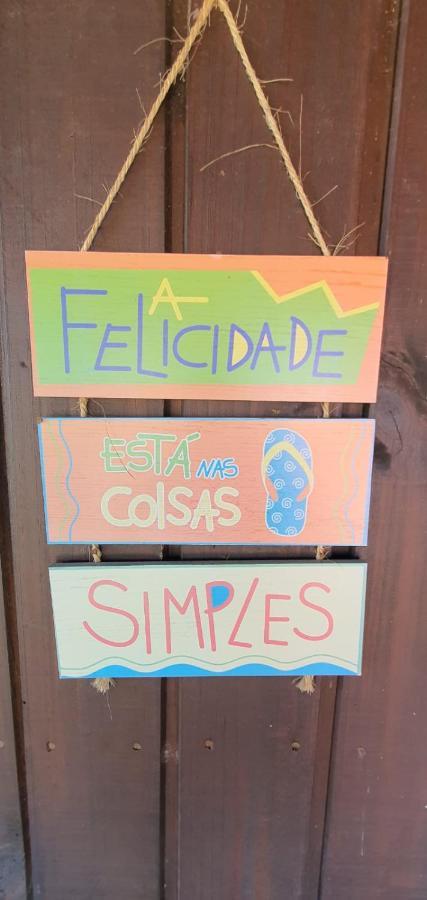 A
FELICIDADE
ESTÁ NAS
COISAS
SIMPLES